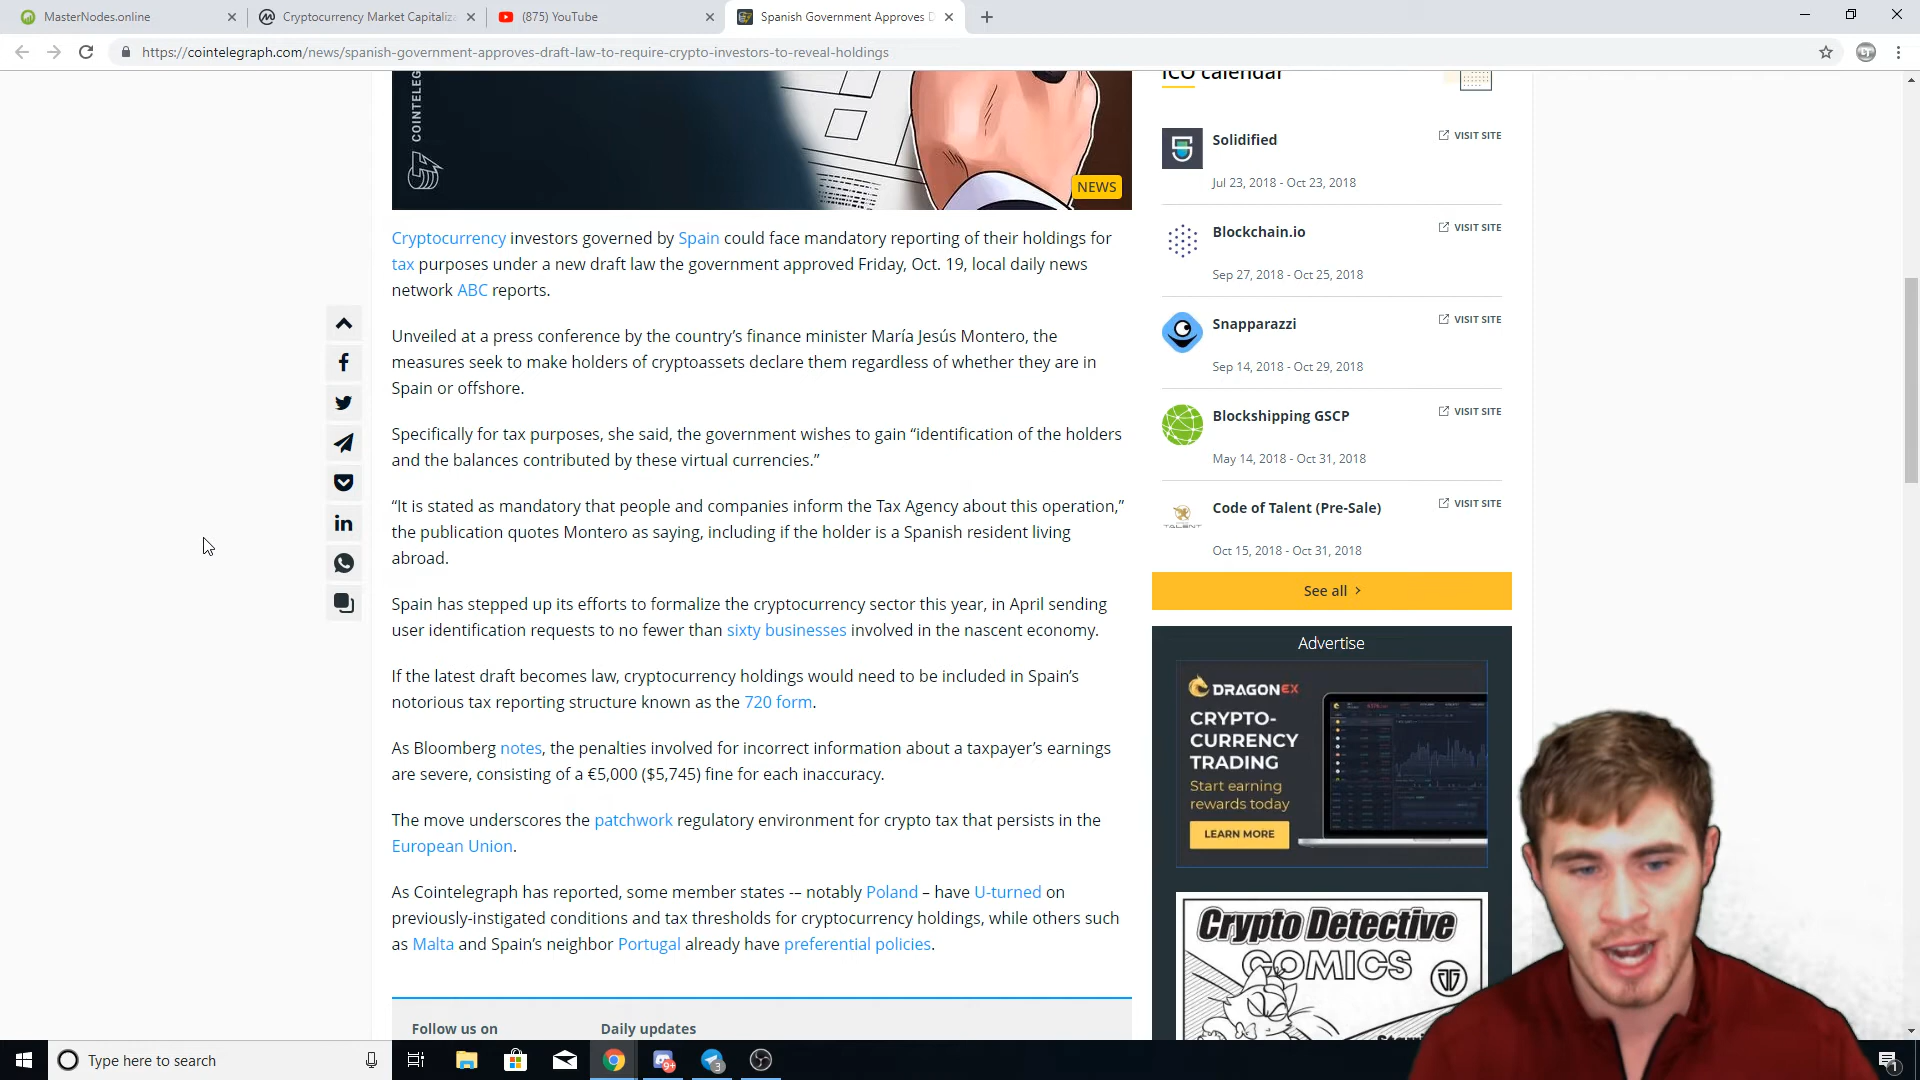 MasterNodes.online
Cryptocurrency Market Capitaliz
(875) YouTube
Spanish Government Approves D
https://cointelegraph.com/news/spanish-government-approves-draft-law-to-require-crypto-investors-to-reveal-holdings
COINTELEG
NEWS
Cryptocurrency investors governed by Spain could face mandatory reporting of their holdings for
tax purposes under a new draft law the government approved Friday, Oct. 19, local daily news
network ABC reports.
Unveiled at a press conference by the country's finance minister María Jesús Montero, the
measures seek to make holders of cryptoassets declare them regardless of whether they are in
Spain or offshore.
Specifically for tax purposes, she said, the government wishes to gain “identification of the holders
and the balances contributed by these virtual currencies.”
“It is stated as mandatory that people and companies inform the Tax Agency about this operation,”
the publication quotes Montero as saying, including if the holder is a Spanish resident living
abroad.
Spain has stepped up its efforts to formalize the cryptocurrency sector this year, in April sending
user identification requests to no fewer than sixty businesses involved in the nascent economy.
If the latest draft becomes law, cryptocurrency holdings would need to be included in Spain's
notorious tax reporting structure known as the 720 form.
As Bloomberg notes, the penalties involved for incorrect information about a taxpayer's earnings
are severe, consisting of a €5,000 ($5,745) fine for each inaccuracy.
The move underscores the patchwork regulatory environment for crypto tax that persists in the
European Union.
As Cointelegraph has reported, some member states -– notably Poland – have U-turned on
previously-instigated conditions and tax thresholds for cryptocurrency holdings, while others such
as Malta and Spain's neighbor Portugal already have preferential policies.
Follow us on
Daily updates
ICO calendar
Solidified
VISIT SITE
Jul 23, 2018 - Oct 23, 2018
Blockchain.io
VISIT SITE
Sep 27, 2018 - Oct 25, 2018
Snapparazzi
VISIT SITE
Sep 14, 2018 - Oct 29, 2018
Blockshipping GSCP
VISIT SITE
May 14, 2018 - Oct 31, 2018
TALENT
Code of Talent (Pre-Sale)
VISIT SITE
Oct 15, 2018 - Oct 31, 2018
See all
Advertise
DRAGONEX
CRYPTO-
CURRENCY
TRADING
Start earning
rewards today
LEARN MORE
Crypto Detective
COMICS
Type here to search
9+
3
1